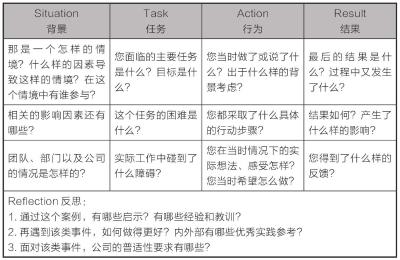 Situation
背景
Task
任务
Action
行为
Result
结果
那是一个怎样的情
境？什么样的因素导
致这样的情境？在这
个情境中有谁参与？
您面临的主要任务
是什么？目标是什
么？
您当时做了或说了什
么？出于什么样的背
景考虑？
最后的结果是什
么？过程中又发生
了什么？
相关的影响因素还有
哪些？
这个任务的困难是
什么？
您都采取了什么具体
的行动步骤？
结果如何？产生了
什么样的影响？
团队、部门以及公司
的情况是怎样的？
实际工作中碰到了
什么障碍？
您在当时情况下的实
际想法、感受怎样？
您当时希望怎么做？
您得到了什么样的
反馈？
Reflection 反思：
1. 通过这个案例，有哪些启示？有哪些经验和教训？
2. 再遇到该类事件，如何做得更好？内外部有哪些优秀实践参考？
3. 面对该类事件，公司的普适性要求有哪些？